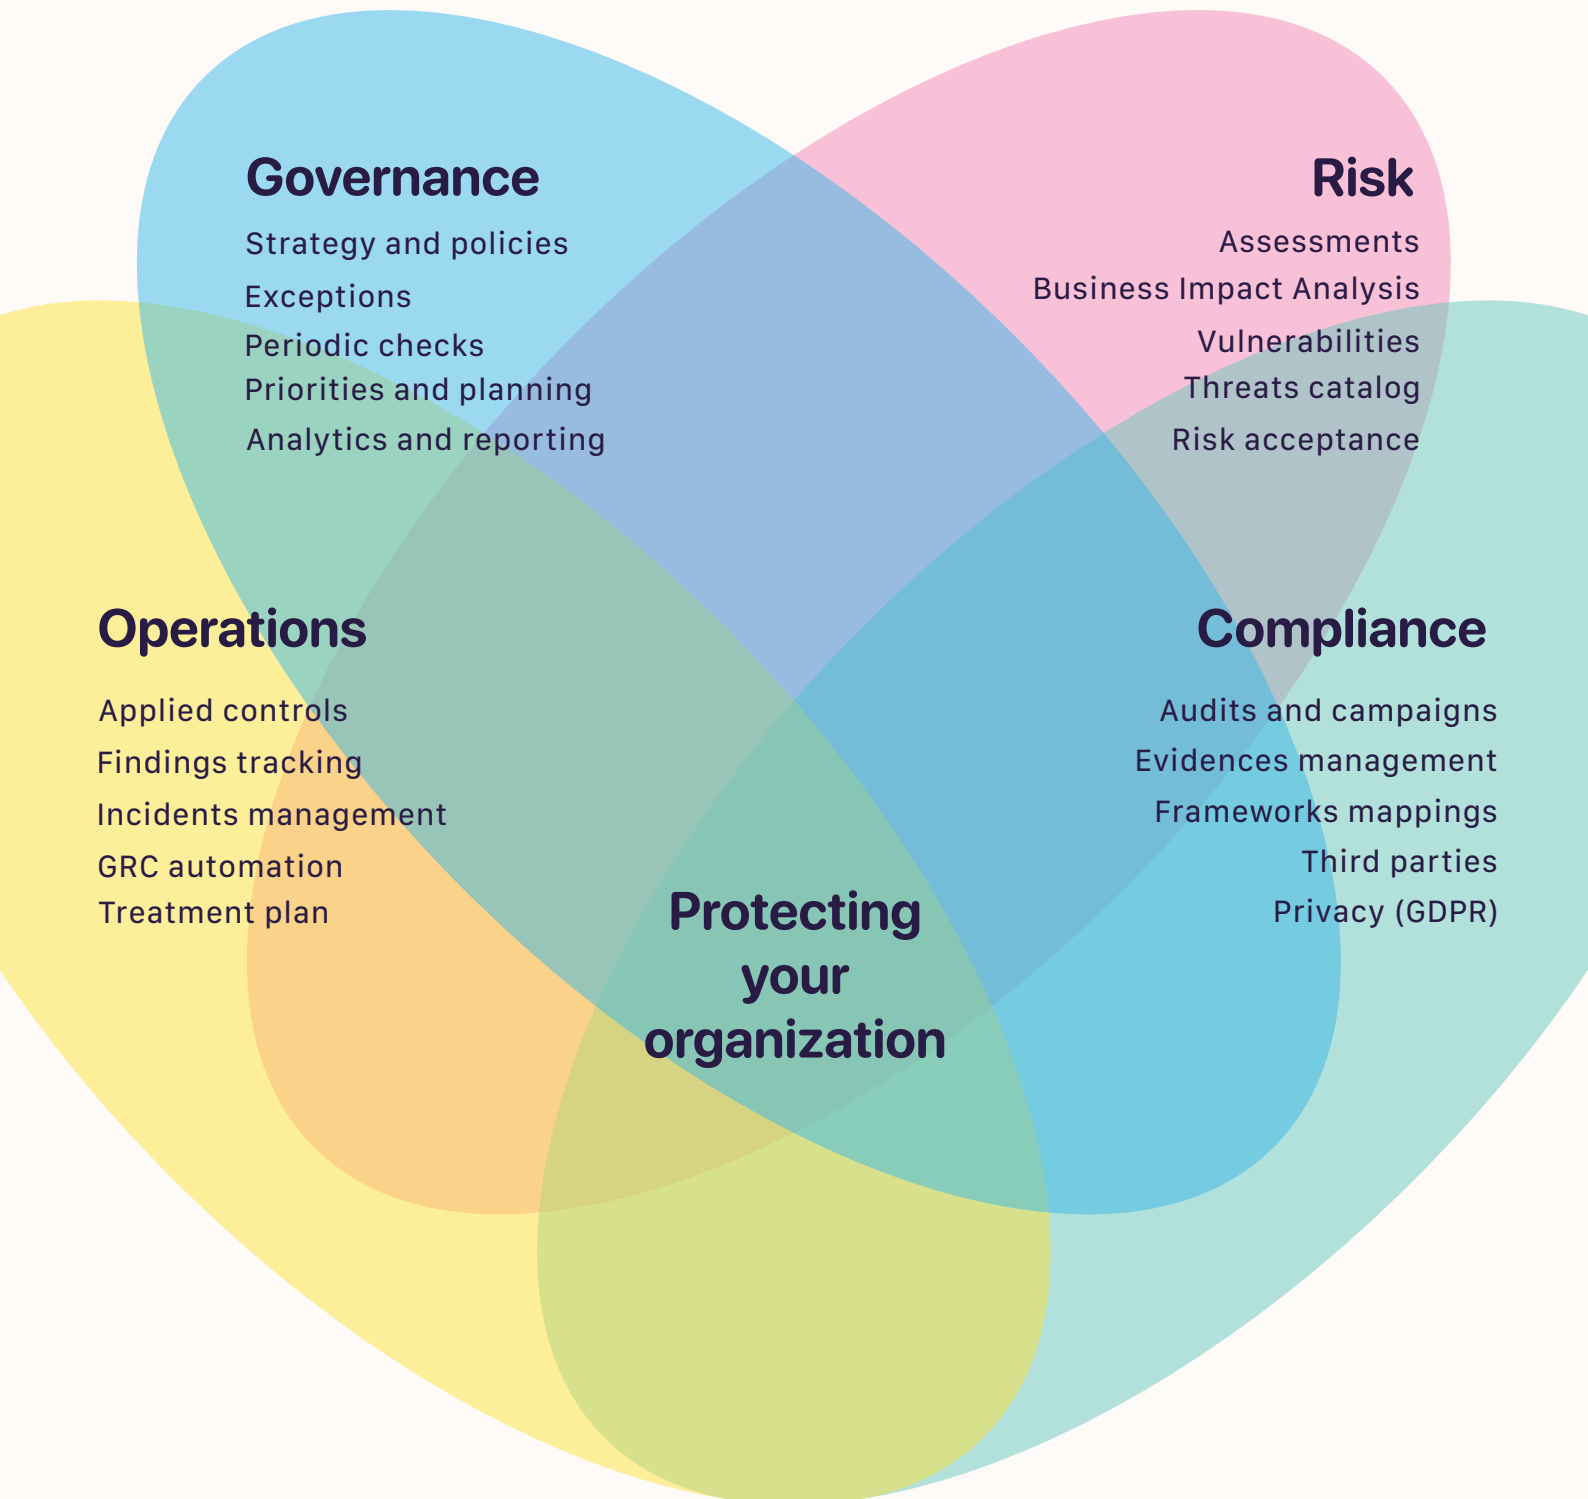 Governance
Strategy and policies
Exceptions
Periodic checks
Priorities and planning
Analytics and reporting
Risk
Assessments
Business Impact Analysis
Vulnerabilities
Threats catalog
Risk acceptance
Operations
Applied controls
Findings tracking
Incidents management
GRC automation
Treatment plan
Compliance
Audits and campaigns
Evidences management
Frameworks mappings
Third parties
Privacy (GDPR)
Protecting
your
organization